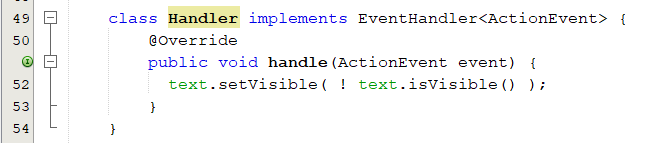 49 class Handler implements EventHandler<ActionEvent> {
50 @Override
public void handle(ActionEvent event) {
52 text.setVisible( ! text.isVisible() );
53 }
54 }